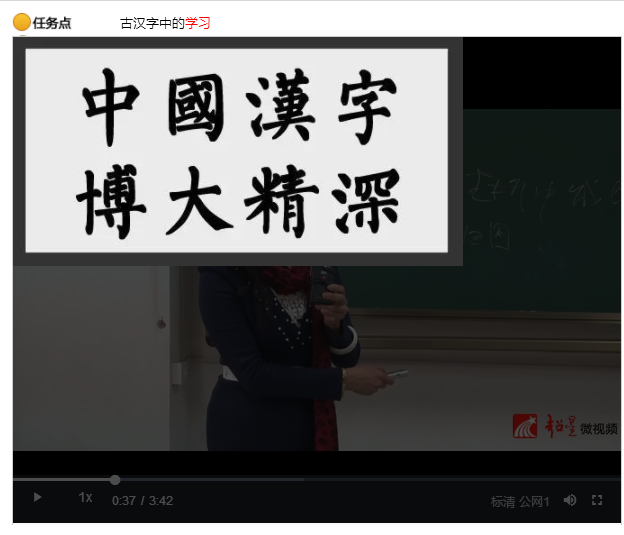 任务点 古汉字中的学习
中國漢字
博大精深
微视频
1x 0:37 / 3:42 标清 公网1